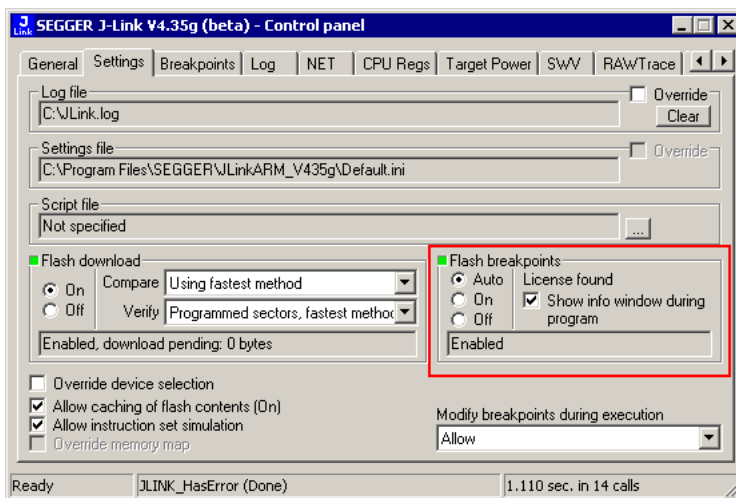 SEGGER J-Link V4.35g (beta) - Control panel
General Settings Breakpoints Log NET CPU Regs Target Power SWV RAWTrace
Log file Override
C:\JLink.log Clear
Settings file Override
C:\Program Files\SEGGER\JLinkARM_V435g\Default.ini
Script file
Not specified ...
Flash download
On Compare Using fastest method
Off Verify Programmed sectors, fastest method
Enabled, download pending: 0 bytes
Flash breakpoints
Auto License found
On Show info window during
Off program
Enabled
Override device selection
Allow caching of flash contents (On)
Allow instruction set simulation
Override memory map
Modify breakpoints during execution
Allow
Ready JLINK_HasError (Done) 1.110 sec. in 14 calls